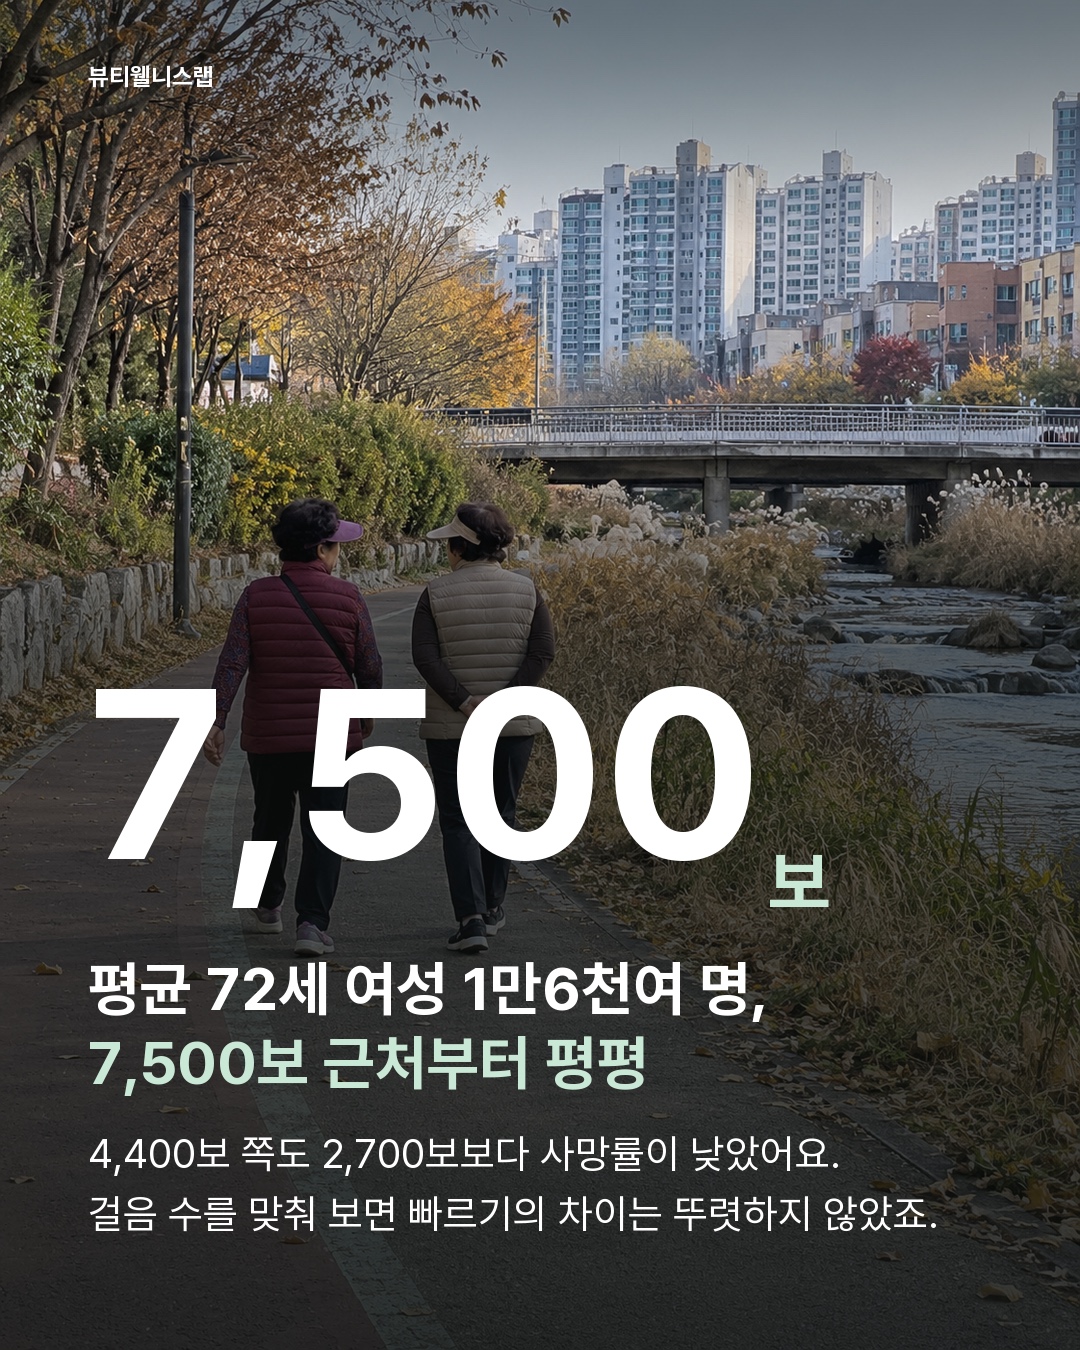 뷰티웰니스랩
7,500보
평균 72세 여성 1만6천여 명,
7,500보 근처부터 평평
4,400보 쪽도 2,700보보다 사망률이 낮았어요.
걸음 수를 맞춰 보면 빠르기의 차이는 뚜렷하지 않았죠.